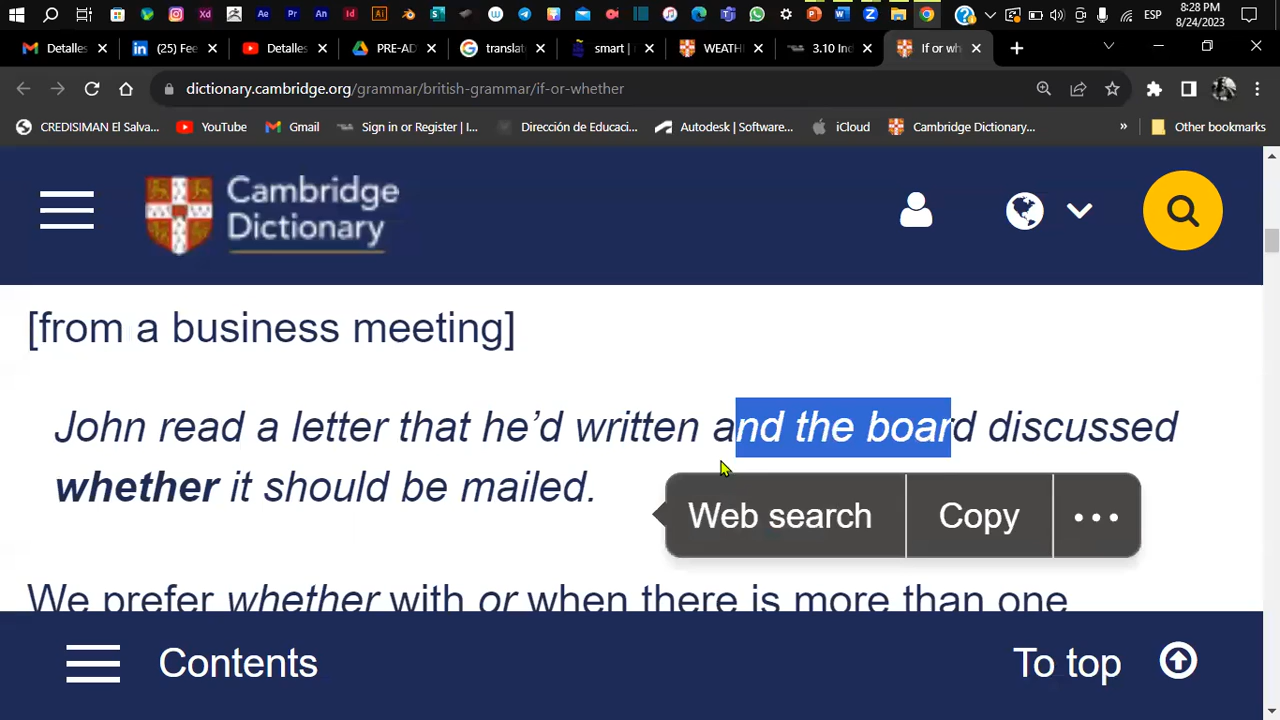 8:28 PM
ESP
8/24/2023
Detalles
(25) Fee
Detalles
PRE-AD
translat
smart |
WEATH
3.10 Inc
If or wh
dictionary.cambridge.org/grammar/british-grammar/if-or-whether
CREDISIMAN El Salva...
YouTube
Gmail
Sign in or Register | I...
Dirección de Educaci...
Autodesk | Software...
iCloud
Cambridge Dictionary...
»
Other bookmarks
Cambridge
Dictionary
[from a business meeting]
John read a letter that he’d written and the board discussed
whether it should be mailed.
Web search
Copy
...
We prefer whether with or when there is more than one
Contents
To top